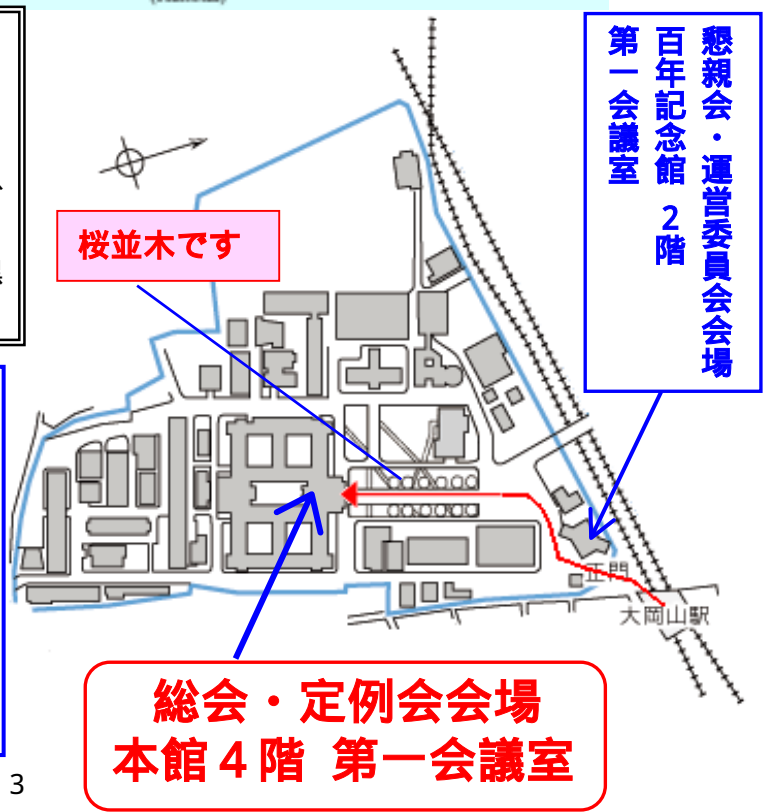 懇親会・運営委員会会場
百年記念館 2階
第一会議室
桜並木です
正門
大岡山駅
総会・定例会会場
本館4階 第一会議室
3